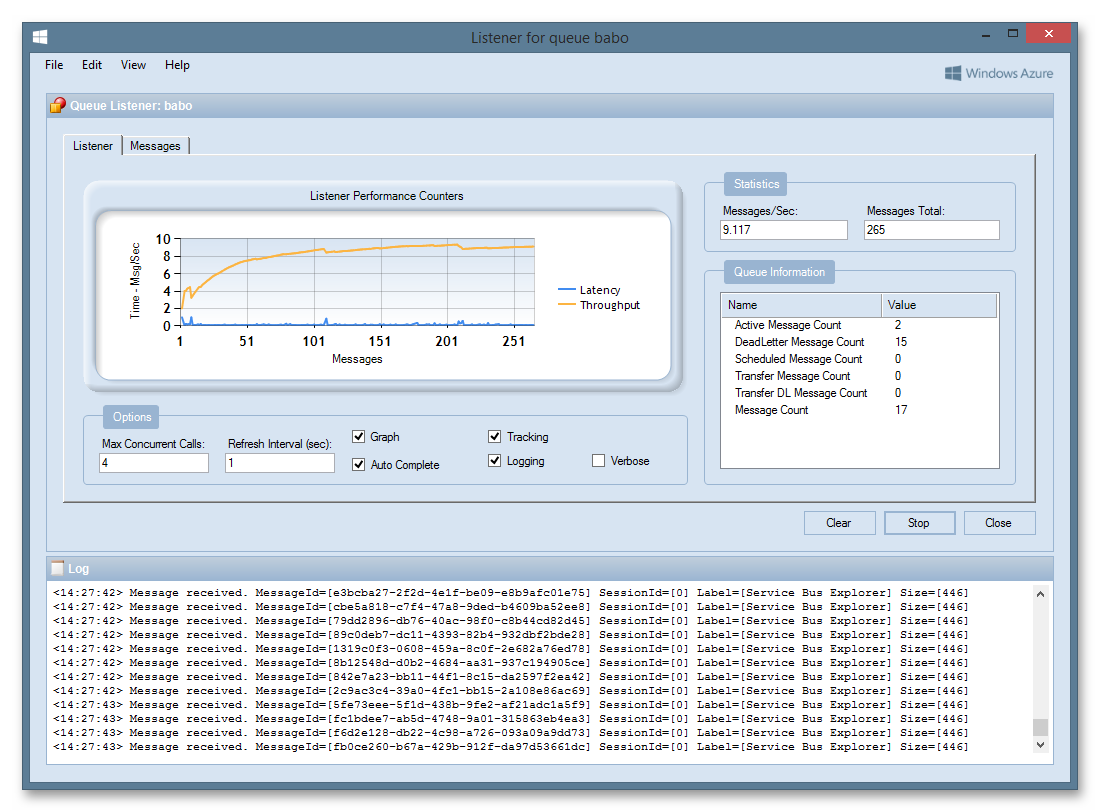 Listener for queue babo
File Edit View Help
Windows Azure
Queue Listener: babo
Listener Messages
Listener Performance Counters
Time - Msg/Sec
10
8
6
4
2
0
1 51 101 151 201 251
Messages
Latency
Throughput
Statistics
Messages/Sec: Messages Total:
9.117 265
Queue Information
Name Value
Active Message Count 2
DeadLetter Message Count 15
Scheduled Message Count 0
Transfer Message Count 0
Transfer DL Message Count 0
Message Count 17
Options
Max Concurrent Calls: Refresh Interval (sec):
4 1
Graph Tracking
Auto Complete Logging Verbose
Clear Stop Close
Log
<14:27:42> Message received. MessageId=[e3bcba27-2f2d-4e1f-be09-e8b9afc01e75] SessionId=[0] Label=[Service Bus Explorer] Size=[446]
<14:27:42> Message received. MessageId=[cbe5a818-c7f4-47a8-9ded-b4609ba52ee8] SessionId=[0] Label=[Service Bus Explorer] Size=[446]
<14:27:42> Message received. MessageId=[79dd2896-db76-40ac-98f0-c8b44cd82d45] SessionId=[0] Label=[Service Bus Explorer] Size=[446]
<14:27:42> Message received. MessageId=[89c0deb7-dc11-4393-82b4-932dbf2bde28] SessionId=[0] Label=[Service Bus Explorer] Size=[446]
<14:27:42> Message received. MessageId=[1319c0f3-0608-459a-8c0f-2e682a76ed78] SessionId=[0] Label=[Service Bus Explorer] Size=[446]
<14:27:42> Message received. MessageId=[8b12548d-d0b2-4684-aa31-937c194905ce] SessionId=[0] Label=[Service Bus Explorer] Size=[446]
<14:27:42> Message received. MessageId=[842e7a23-bb11-44f1-8c15-da2597f2ea42] SessionId=[0] Label=[Service Bus Explorer] Size=[446]
<14:27:42> Message received. MessageId=[2c9ac3c4-39a0-4fc1-bb15-2a108e86ac69] SessionId=[0] Label=[Service Bus Explorer] Size=[446]
<14:27:43> Message received. MessageId=[5fe73eee-5f1d-438b-9fe2-af21adc1a5f9] SessionId=[0] Label=[Service Bus Explorer] Size=[446]
<14:27:43> Message received. MessageId=[fc1bdee7-ab5d-4748-9a01-315863eb4ea3] SessionId=[0] Label=[Service Bus Explorer] Size=[446]
<14:27:43> Message received. MessageId=[f6d2e128-db22-4c98-a726-093a09a9dd73] SessionId=[0] Label=[Service Bus Explorer] Size=[446]
<14:27:43> Message received. MessageId=[fb0ce260-b67a-429b-912f-da97d53661dc] SessionId=[0] Label=[Service Bus Explorer] Size=[446]